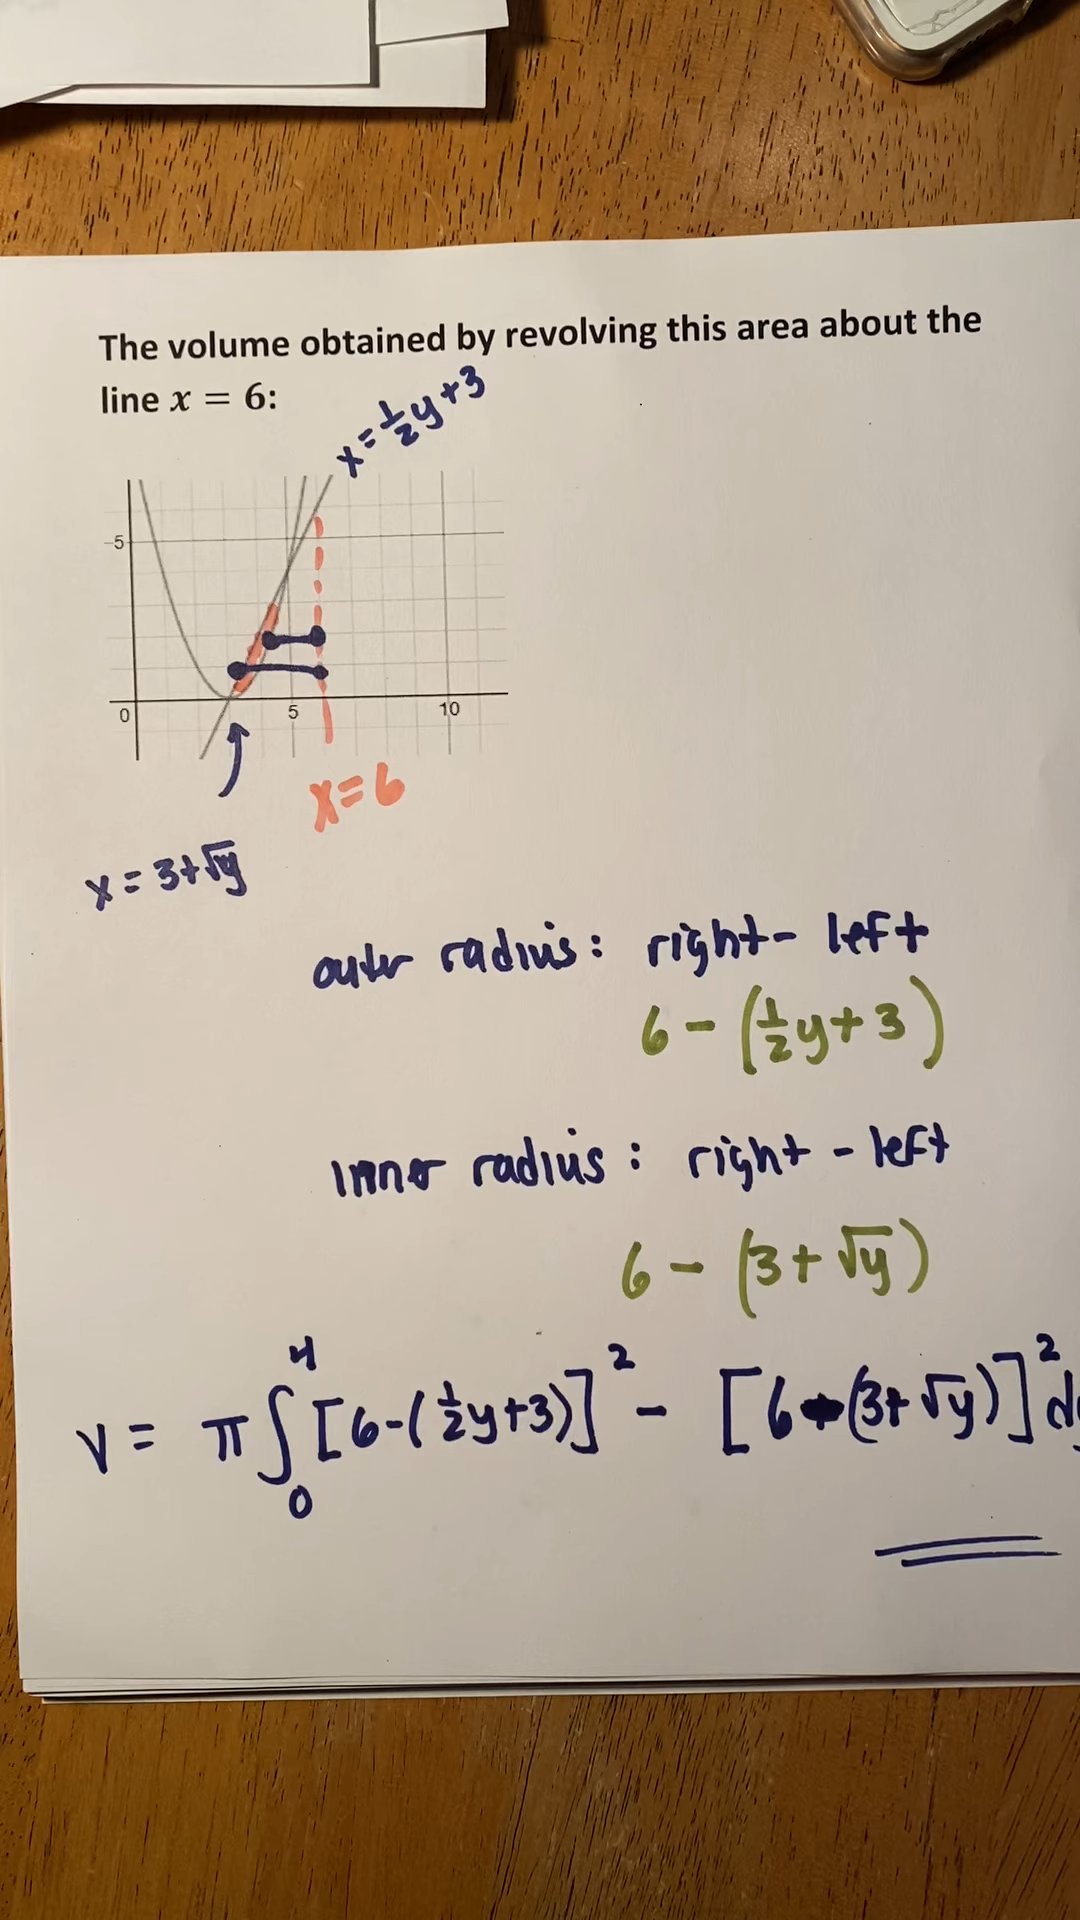 The volume obtained by revolving this area about the
line x = 6:
x = ½y + 3
5
0
5
10
x = 6
x = 3 + √y
outer radius: right - left
6 - (½y + 3)
inner radius: right - left
6 - (3 + √y)
V = π∫₀⁴ [6-(½y+3)]² - [6-(3+√y)]² dy